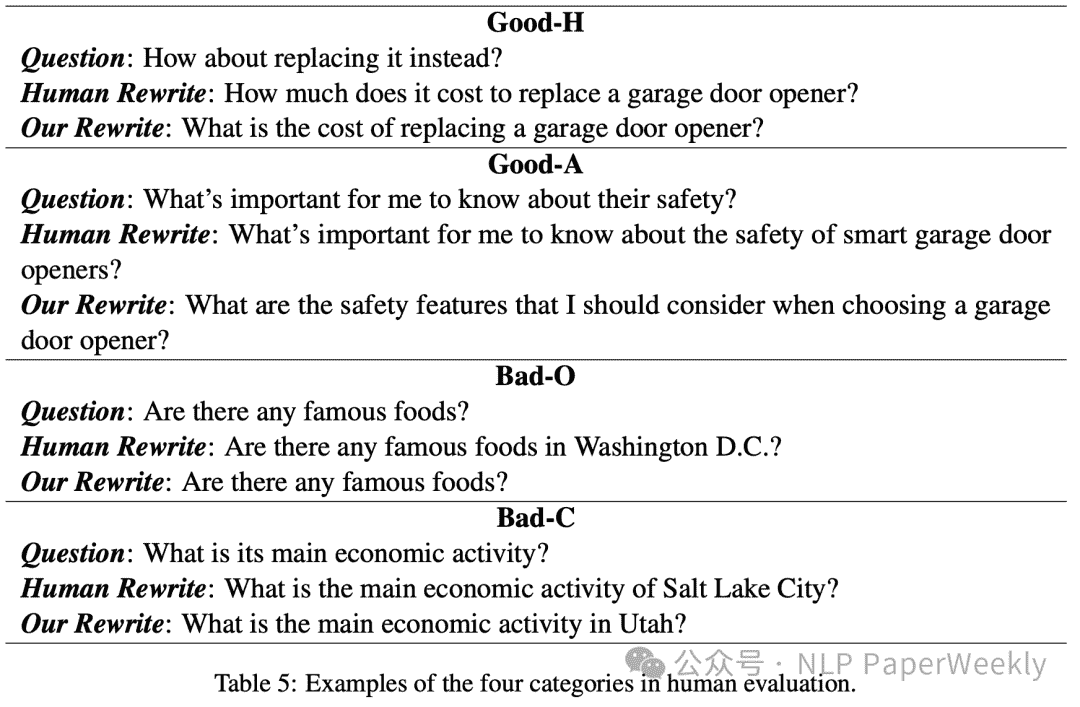 Good-H
Question: How about replacing it instead?
Human Rewrite: How much does it cost to replace a garage door opener?
Our Rewrite: What is the cost of replacing a garage door opener?
Good-A
Question: What’s important for me to know about their safety?
Human Rewrite: What’s important for me to know about the safety of smart garage door
openers?
Our Rewrite: What are the safety features that I should consider when choosing a garage
door opener?
Bad-O
Question: Are there any famous foods?
Human Rewrite: Are there any famous foods in Washington D.C.?
Our Rewrite: Are there any famous foods?
Bad-C
Question: What is its main economic activity?
Human Rewrite: What is the main economic activity of Salt Lake City?
Our Rewrite: What is the main economic activity in Utah?
公众号 · NLP PaperWeekly
Table 5: Examples of the four categories in human evaluation.